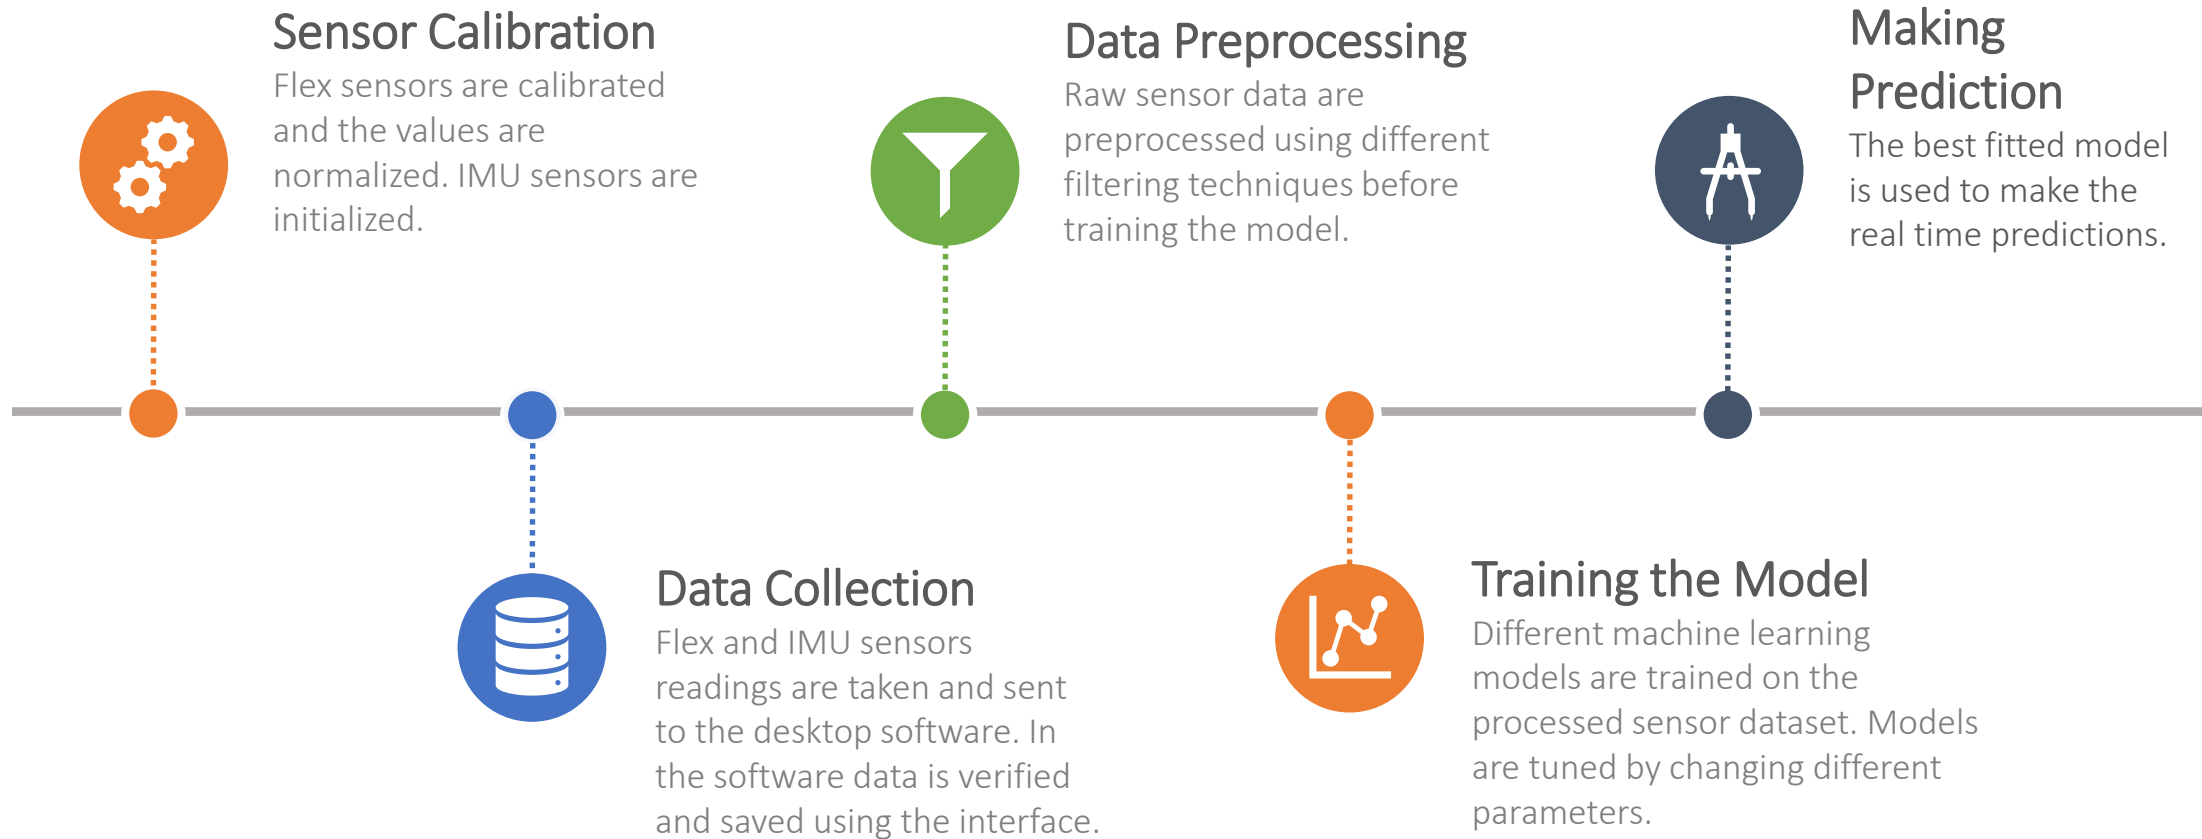 Sensor Calibration
Flex sensors are calibrated
and the values are
normalized. IMU sensors are
initialized.
Data Collection
Flex and IMU sensors
readings are taken and sent
to the desktop software. In
the software data is verified
and saved using the interface.
Data Preprocessing
Raw sensor data are
preprocessed using different
filtering techniques before
training the model.
Training the Model
Different machine learning
models are trained on the
processed sensor dataset. Models
are tuned by changing different
parameters.
Making
Prediction
The best fitted model
is used to make the
real time predictions.